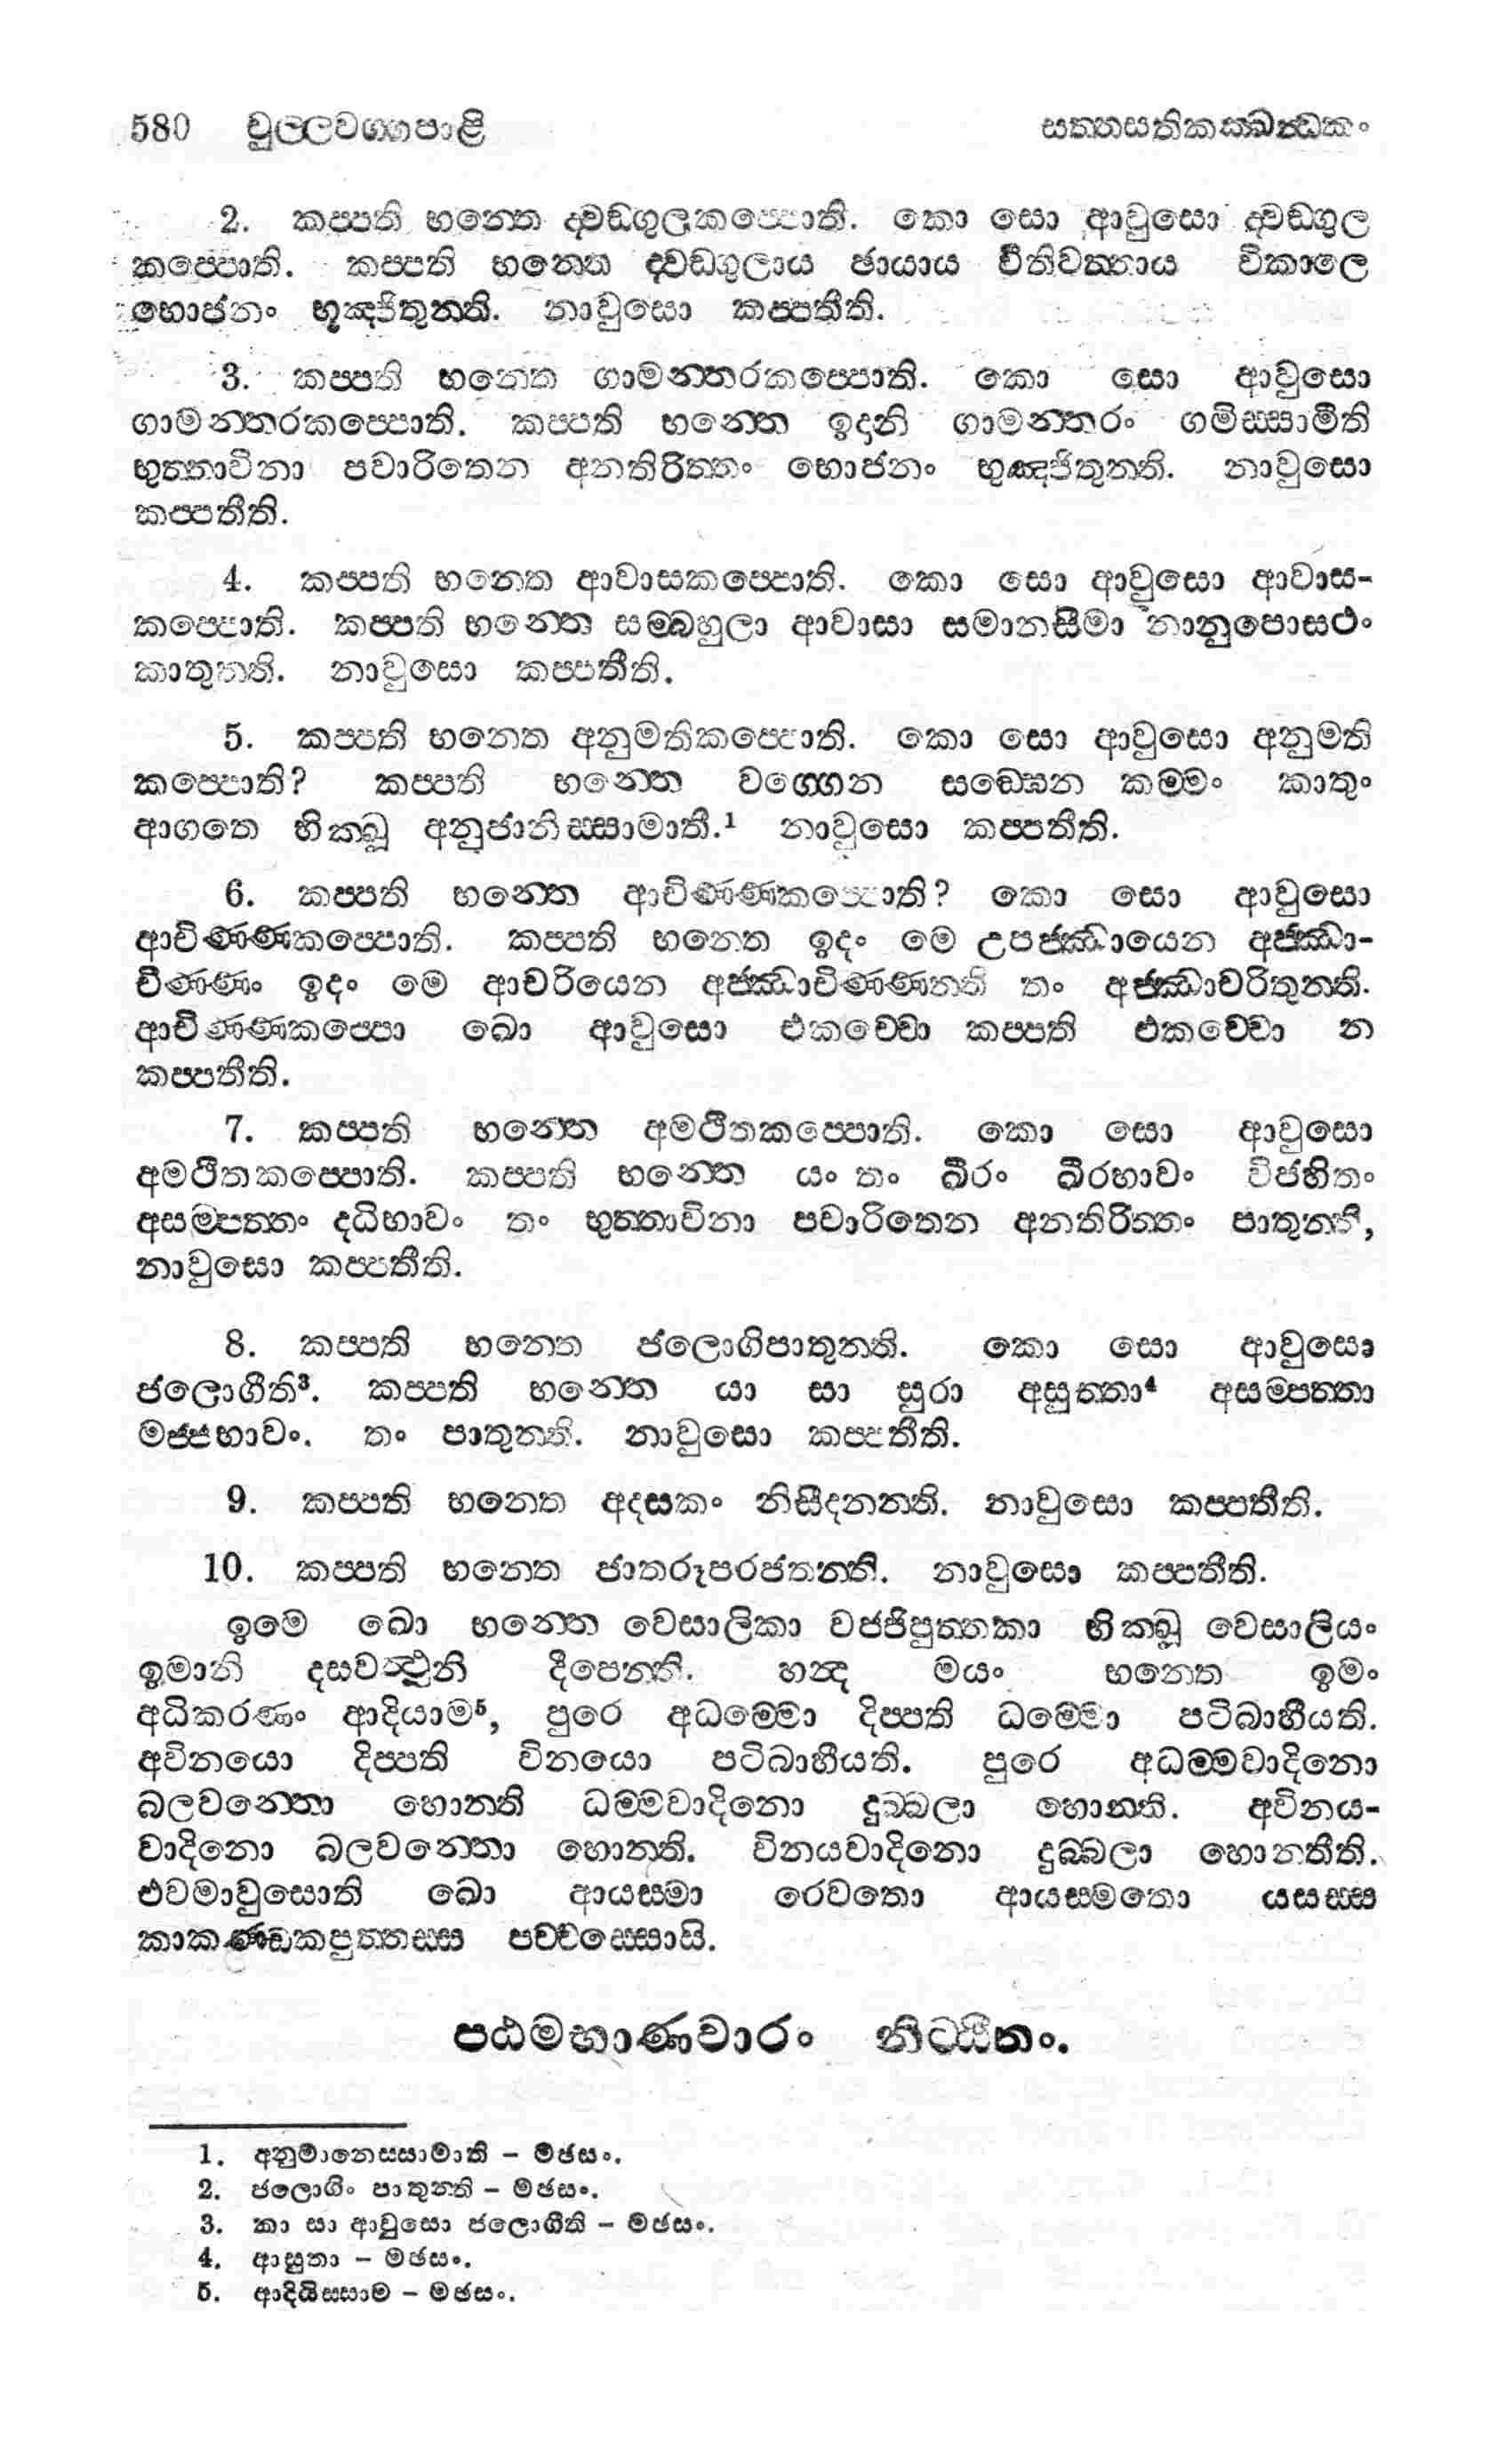 580 චුල්ලවග්ගපාළි සත්තසතිකක්ඛන්ධකං
2. කප්පති භන්තෙ ද්වඞ්ගුලකප්පොති. කො සො ආවුසො ද්වඞ්ගුල
කප්පොති. කප්පති භන්තෙ ද්වඞ්ගුලාය ඡායාය වීතිවත්තාය විකාලෙ
භොජනං භූඤ්ජිතුන්ති. නාවුසො කප්පතීති.
3. කප්පති භන්තෙ ගාමන්තරකප්පොති. කො සො ආවුසො
ගාමන්තරකප්පොති. කප්පති භන්තෙ ඉදානි ගාමන්තරං ගමිස්සාමීති
භුත්තාවිනා පවාරිතෙන අනතිරිත්තං භොජනං භුඤ්ජිතුන්ති. නාවුසො
කප්පතීති.
4. කප්පති භන්තෙ ආවාසකප්පොති. කො සො ආවුසො ආවාස-
කප්පොති. කප්පති භන්තෙ සම්බහුලා ආවාසා සමානසීමා නානුපොසථං
කාතුන්ති. නාවුසො කප්පතීති.
5. කප්පති භන්තෙ අනුමතිකප්පොති. කො සො ආවුසො අනුමති
කප්පොති? කප්පති භන්තෙ වග්ගෙන සඞ්ඝෙන කම්මං කාතුං
ආගතෙ භික්ඛූ අනුජානිස්සාමාතී.¹ නාවුසො කප්පතීති.
6. කප්පති භන්තෙ ආචිණ්ණකප්පොති? කො සො ආවුසො
ආචිණ්ණකප්පොති. කප්පති භන්තෙ ඉදං මෙ උපජ්ඣායෙන අජ්ඣා-
චීණ්ණං ඉදං මෙ ආචරියෙන අජ්ඣාචිණ්ණන්ති තං අජ්ඣාචරිතුන්ති.
ආචිණ්ණකප්පො ඛො ආවුසො එකච්චො කප්පති එකච්චො න
කප්පතීති.
7. කප්පති භන්තෙ අමථිතකප්පොති. කො සො ආවුසො
අමථිතකප්පොති. කප්පති භන්තෙ යං තං ඛීරං ඛීරභාවං විජහිතං
අසම්පත්තං දධිභාවං තං භුත්තාවිනා පවාරිතෙන අනතිරිත්තං පාතුන්තී,
නාවුසො කප්පතීති.
8. කප්පති භන්තෙ ජලොගිපාතුන්ති. කො සො ආවුසො
ජලොගීති³. කප්පති භන්තෙ යා සා සුරා අසුත්තා⁴ අසම්පත්තා
මජ්ජභාවං. තං පාතුන්ති. නාවුසො කප්පතීති.
9. කප්පති භන්තෙ අදසකං නිසීදනන්ති. නාවුසො කප්පතීති.
10. කප්පති භන්තෙ ජාතරූපරජතන්ති. නාවුසො කප්පතීති.
ඉමෙ ඛො භන්තෙ වෙසාලිකා වජ්ජිපුත්තකා භික්ඛූ වෙසාලියං
ඉමානි දසවත්ථූනි දීපෙන්ති. හන්ද මයං භන්තෙ ඉමං
අධිකරණං ආදියාම⁵, පුරෙ අධම්මො දිප්පති ධම්මො පටිබාහීයති.
අවිනයො දිප්පති විනයො පටිබාහීයති. පුරෙ අධම්මවාදිනො
බලවන්තො හොන්ති ධම්මවාදිනො දුබ්බලා හොන්ති. අවිනය-
වාදිනො බලවන්තො හොන්ති. විනයවාදිනො දුබ්බලා හොන්තීති.
එවමාවුසොති ඛො ආයස්මා රෙවතො ආයස්මතො යසස්ස
කාකණ්ඩකපුත්තස්ස පච්චස්සොසි.
පඨමභාණවාරං නිට්ඨිතං.
1. අනුමානෙස්සාමාති – මඡසං.
2. ජලොගිං පාතුන්ති – මඡසං.
3. කා සා ආවුසො ජලොගීති – මඡසං.
4. ආසුතා – මඡසං.
5. ආදියිස්සාම – මඡසං.